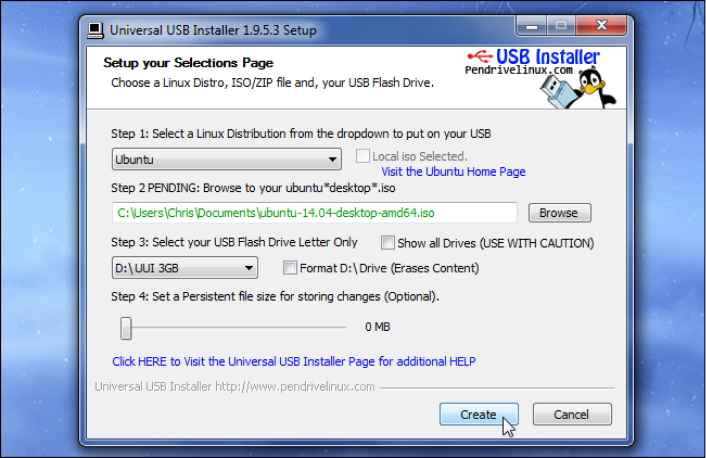 Universal USB Installer 1.9.5.3 Setup
Setup your Selections Page
Choose a Linux Distro, ISO/ZIP file and, your USB Flash Drive.
USB Installer
Pendrivelinux.com
Step 1: Select a Linux Distribution from the dropdown to put on your USB
Ubuntu
Local iso Selected.
Visit the Ubuntu Home Page
Step 2 PENDING: Browse to your ubuntu*desktop*.iso
C:\Users\Chris\Documents\ubuntu-14.04-desktop-amd64.iso
Browse
Step 3: Select your USB Flash Drive Letter Only
Show all Drives (USE WITH CAUTION)
D:\ UUI 3GB
Format D:\ Drive (Erases Content)
Step 4: Set a Persistent file size for storing changes (Optional).
0 MB
Click HERE to Visit the Universal USB Installer Page for additional HELP
Universal USB Installer http://www.pendrivelinux.com
Create
Cancel